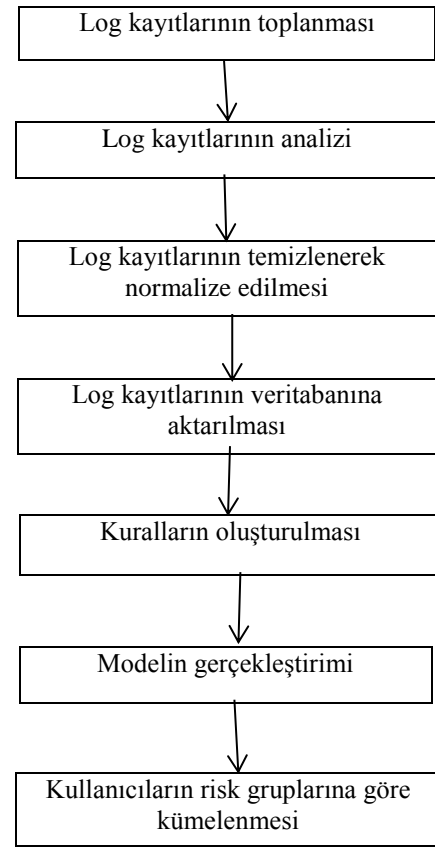 Log kayıtlarının toplanması
Log kayıtlarının analizi
Log kayıtlarının temizlenerek
normalize edilmesi
Log kayıtlarının veritabanına
aktarılması
Kuralların oluşturulması
Modelin gerçekleştirimi
Kullanıcıların risk gruplarına göre
kümelenmesi